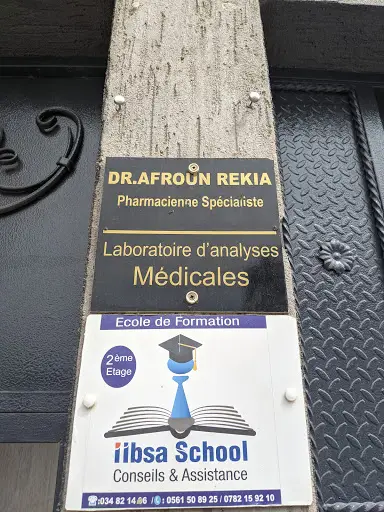 DR.AFROUN REKIA
Pharmacienne Spécialiste
Laboratoire d'analyses
Médicales
Ecole de Formation
2ème
Etage
iibsa School
Conseils & Assistance
034 82 14 06 / 0561 50 89 25 / 0782 15 92 10